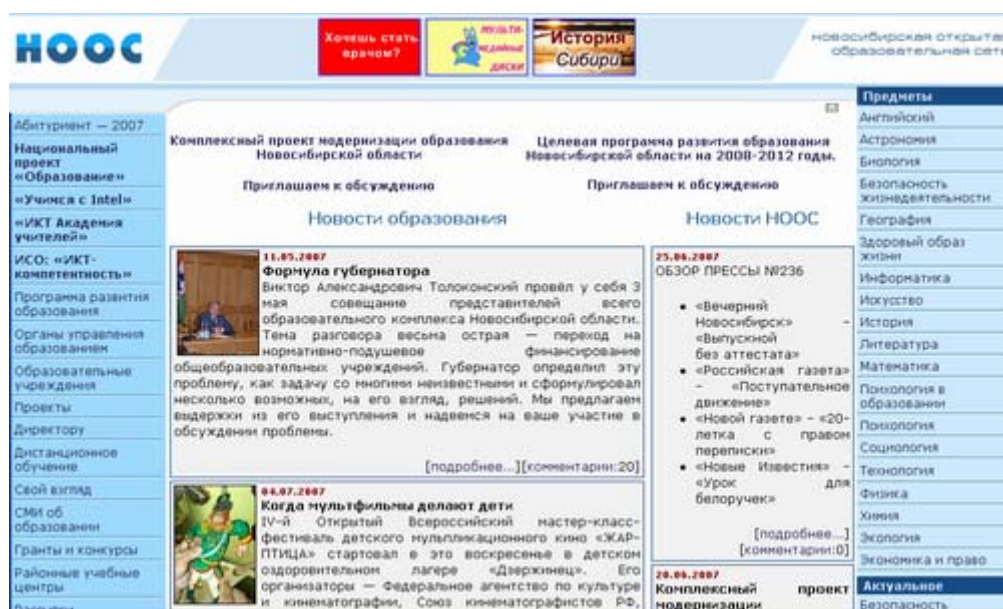 НООС
Хочешь стать
врачом?
МУЛЬТИ-
МЕДИЙНЫЕ
ДИСКИ
История
Сибири
новосибирская открытая
образовательная сеть
Абитуриент — 2007
Национальный
проект
«Образование»
«Учимся с Intel»
«ИКТ Академия
учителей»
ИСО: «ИКТ-
компетентность»
Программа развития
образования
Органы управления
образованием
Образовательные
учреждения
Проекты
Директору
Дистанционное
обучение
Свой взгляд
СМИ об
образовании
Гранты и конкурсы
Районные учебные
центры
Комплексный проект модернизации образования
Новосибирской области
Приглашаем к обсуждению
Целевая программа развития образования
Новосибирской области на 2008-2012 годы.
Приглашаем к обсуждению
Новости образования
11.05.2007
Формула губернатора
Виктор Александрович Толоконский провёл у себя 3
мая совещание представителей всего
образовательного комплекса Новосибирской области.
Тема разговора весьма острая — переход на
нормативно-подушевое финансирование
общеобразовательных учреждений. Губернатор определил эту
проблему, как задачу со многими неизвестными и сформулировал
несколько возможных, на его взгляд, решений. Мы предлагаем
выдержки из его выступления и надеемся на ваше участие в
обсуждении проблемы.
[подробнее...][комментарии:20]
04.07.2007
Когда мультфильмы делают дети
IV-й Открытый Всероссийский мастер-класс-
фестиваль детского мультипликационного кино «ЖАР-
ПТИЦА» стартовал в это воскресенье в детском
оздоровительном лагере «Дзержинец». Его
организаторы — Федеральное агентство по культуре
и кинематографии, Союз кинематографистов РФ,
Новости НООС
25.06.2007
ОБЗОР ПРЕССЫ №236
«Вечерний
Новосибирск» –
«Выпускной
без аттестата»
«Российская газета»
– «Поступательное
движение»
«Новой газете» – «20-
летка с правом
переписки»
«Новые Известия» –
«Урок для
белоручек»
[подробнее...]
[комментарии:0]
20.06.2007
Комплексный проект
модернизации
Предметы
Английский
Астрономия
Биология
Безопасность
жизнедеятельности
География
Здоровый образ
жизни
Информатика
Искусство
История
Литература
Математика
Психология в
образовании
Психология
Социология
Технология
Физика
Химия
Экология
Экономика и право
Актуальное
Безопасность